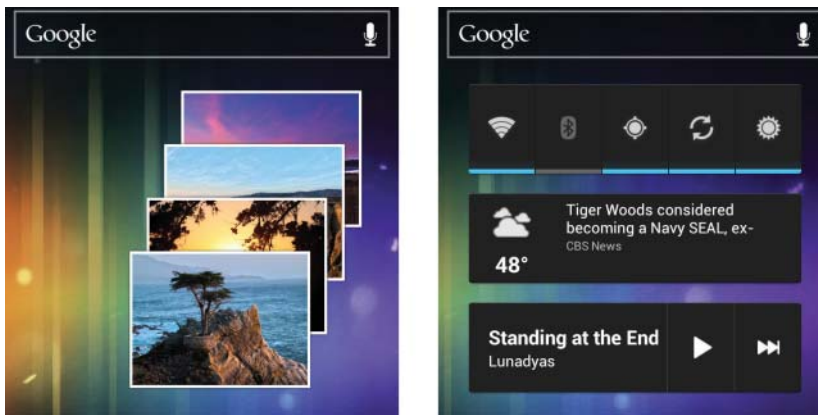 Google
Google
Tiger Woods considered
becoming a Navy SEAL, ex-
CBS News
48°
Standing at the End
Lunadyas